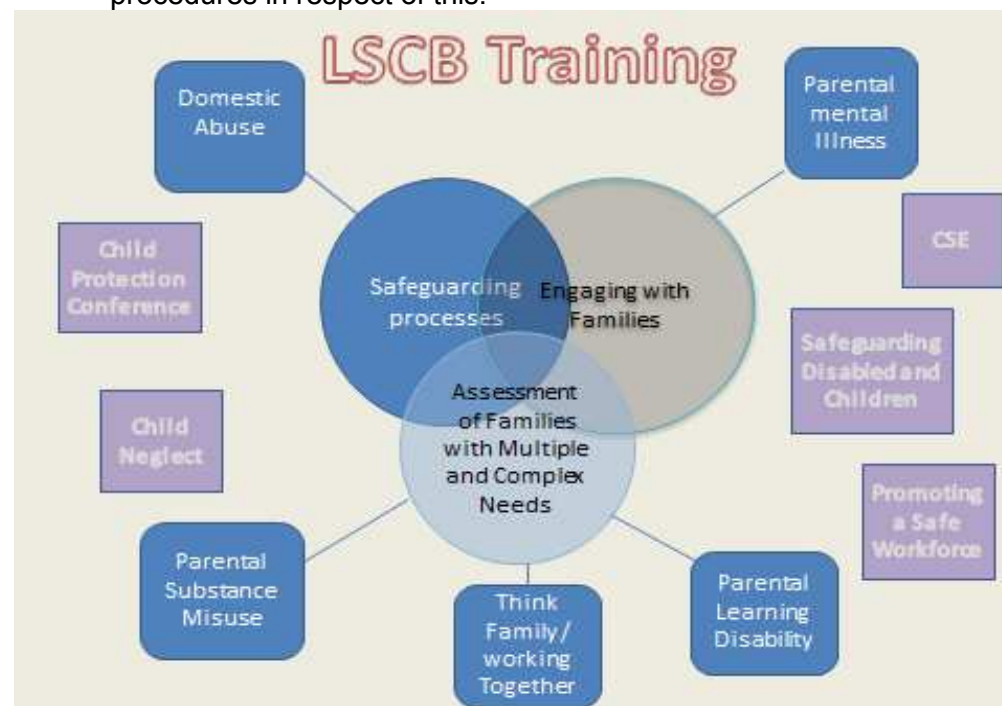 procedures in respect of this.
LSCB Training
Domestic
Abuse
Parental
mental
Illness
Child
Protection
Conference
Safeguarding
processes
Engaging with
Families
CSE
Safeguarding
Disabled and
Children
Assessment
of Families
with Multiple
and Complex
Needs
Child
Neglect
Promoting
a Safe
Workforce
Parental
Substance
Misuse
Think
Family/
working
Together
Parental
Learning
Disability